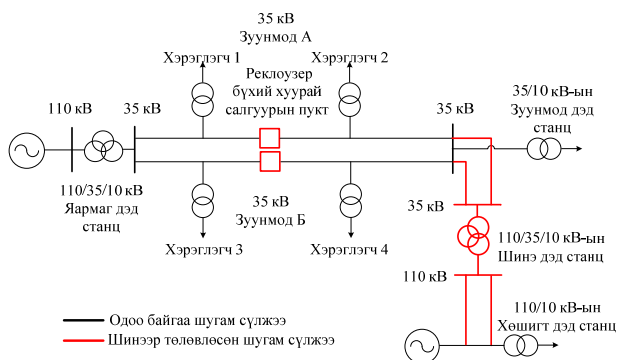 35 кВ
Зуунмод А
Хэрэглэгч 1
Хэрэглэгч 2
Реклоузер
бүхий хуурай
салгуурын пункт
35/10 кВ-ын
Зуунмод дэд
станц
110 кВ
35 кВ
35 кВ
110/35/10 кВ
Яармаг дэд
станц
35 кВ
Зуунмод Б
Хэрэглэгч 3
Хэрэглэгч 4
35 кВ
110/35/10 кВ-ын
Шинэ дэд станц
110 кВ
110/10 кВ-ын
Хөшигт дэд станц
Одоо байгаа шугам сүлжээ
Шинээр төлөвлөсөн шугам сүлжээ